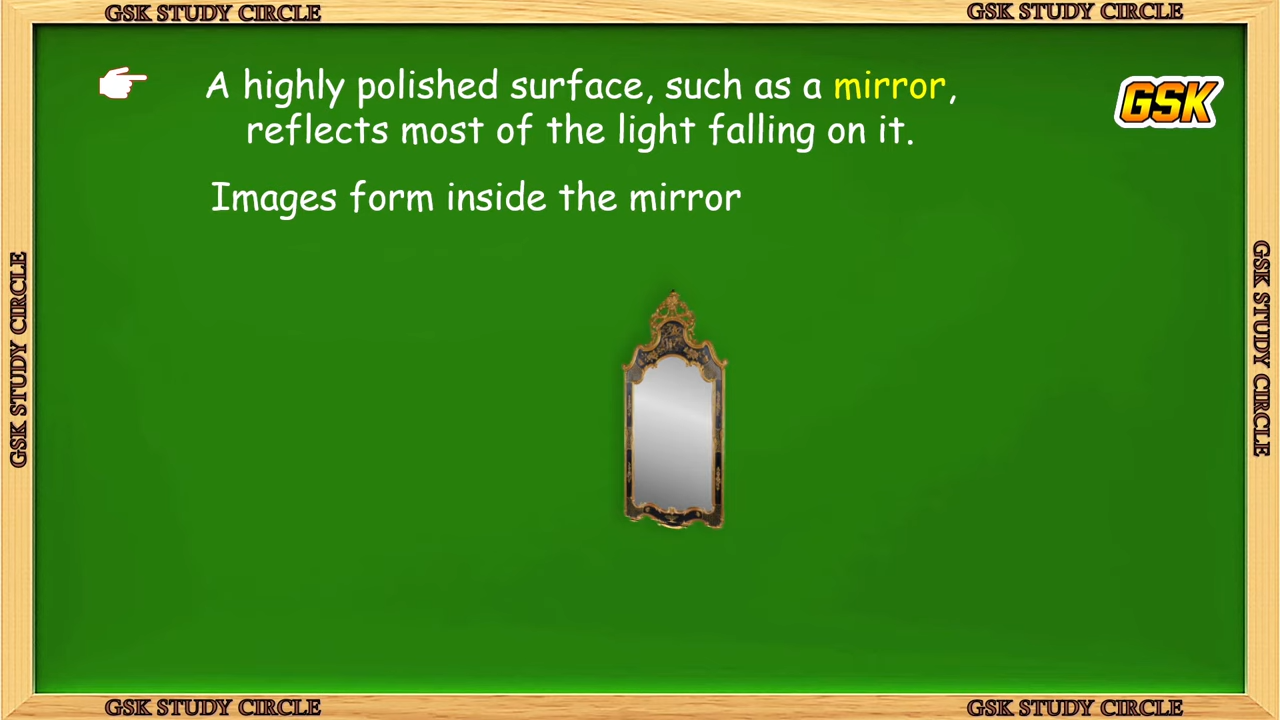 GSK STUDY CIRCLE
GSK STUDY CIRCLE
A highly polished surface, such as a mirror,
reflects most of the light falling on it.
GSK
Images form inside the mirror
GSK STUDY CIRCLE
GSK STUDY CIRCLE
GSK STUDY CIRCLE
GSK STUDY CIRCLE